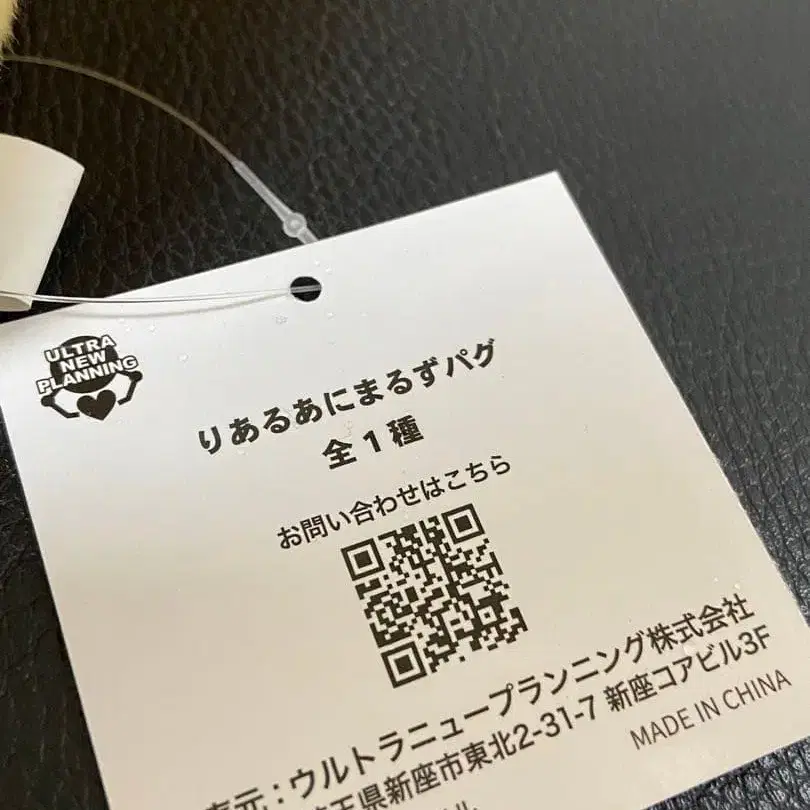 ULTRA
NEW
PLANNING
りあるあにまるずパグ
全1種
お問い合わせはこちら
元：ウルトラニュープランニング株式会社
玉県新座市東北2-31-7 新座コアビル3F
MADE IN CHINA